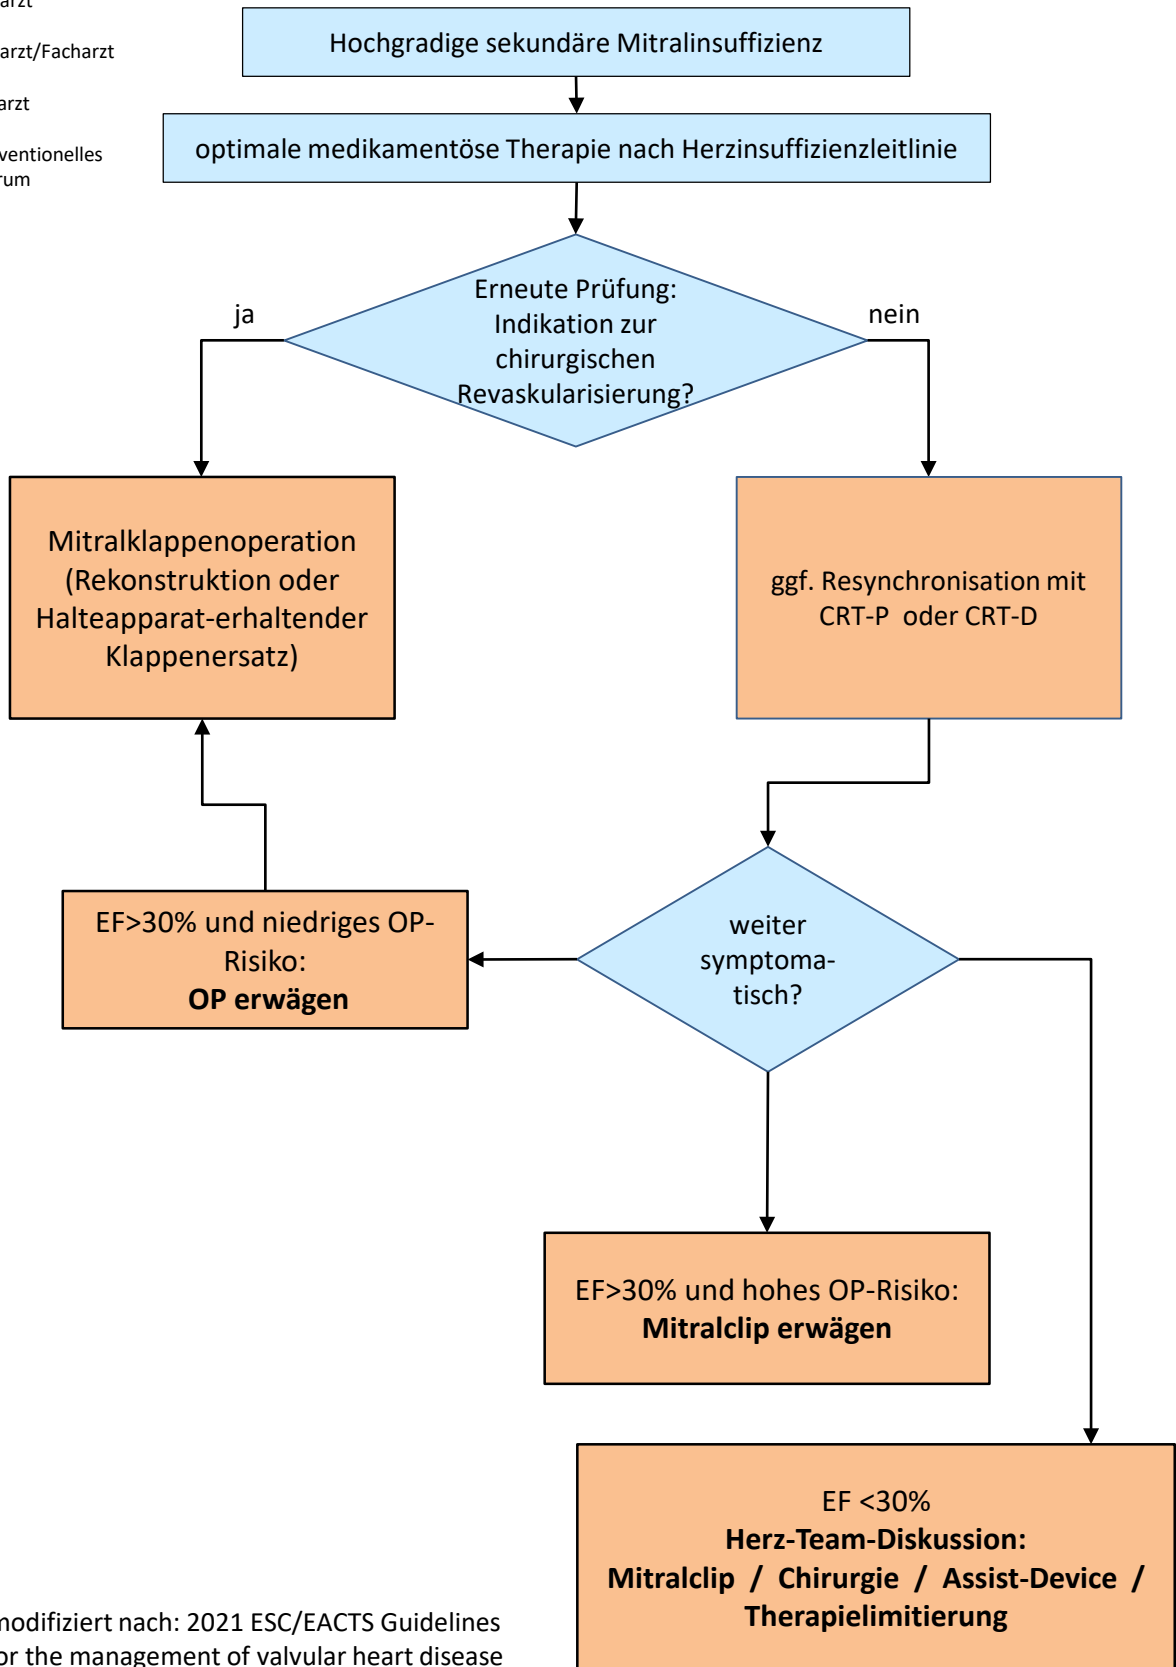 arzt
arzt/Facharzt
arzt
ventionelles
rum
Hochgradige sekundäre Mitralinsuffizienz
optimale medikamentöse Therapie nach Herzinsuffizienzleitlinie
Erneute Prüfung:
Indikation zur
chirurgischen
Revaskularisierung?
ja
nein
Mitralklappenoperation
(Rekonstruktion oder
Halteapparat-erhaltender
Klappenersatz)
ggf. Resynchronisation mit
CRT-P oder CRT-D
weiter
symptoma-
tisch?
EF>30% und niedriges OP-
Risiko:
OP erwägen
EF>30% und hohes OP-Risiko:
Mitralclip erwägen
EF <30%
Herz-Team-Diskussion:
Mitralclip / Chirurgie / Assist-Device /
Therapielimitierung
modifiziert nach: 2021 ESC/EACTS Guidelines
or the management of valvular heart disease